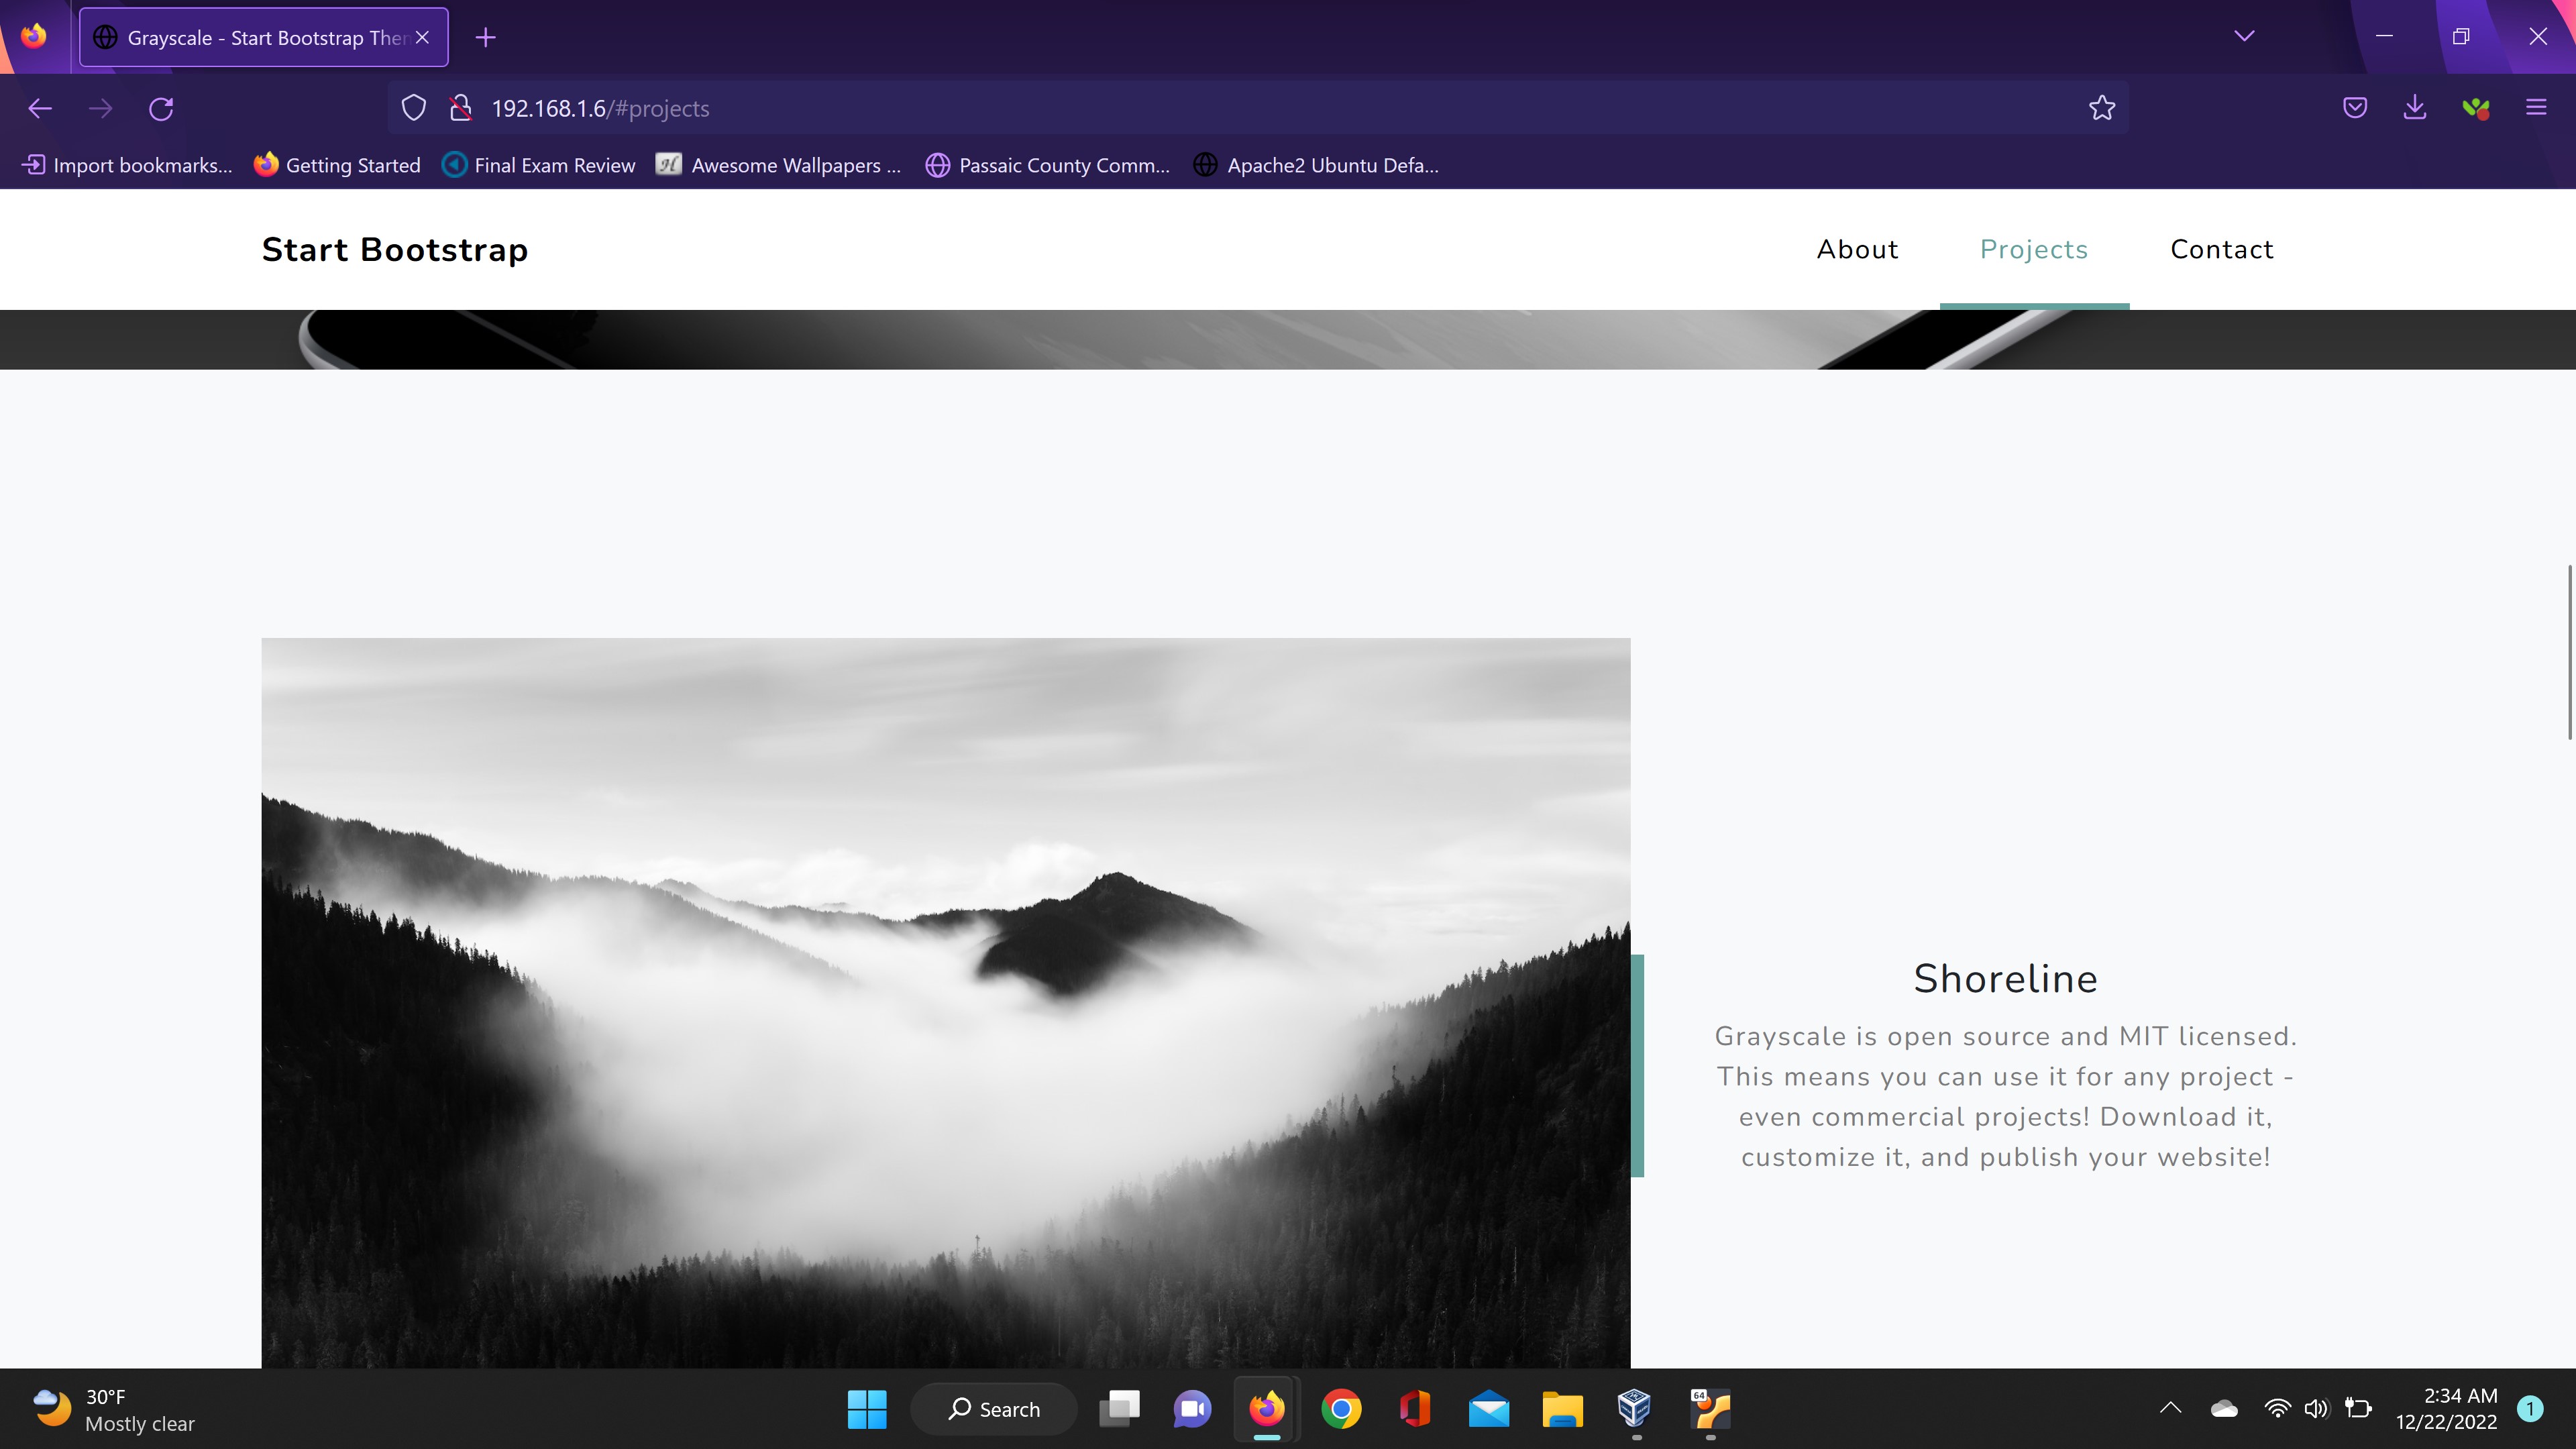 Grayscale - Start Bootstrap Then
192.168.1.6/#projects
Import bookmarks... Getting Started Final Exam Review Awesome Wallpapers ... Passaic County Comm... Apache2 Ubuntu Defa...
Start Bootstrap About Projects Contact
Shoreline
Grayscale is open source and MIT licensed.
This means you can use it for any project -
even commercial projects! Download it,
customize it, and publish your website!
30°F
Mostly clear
Search
64
2:34 AM
12/22/2022
1